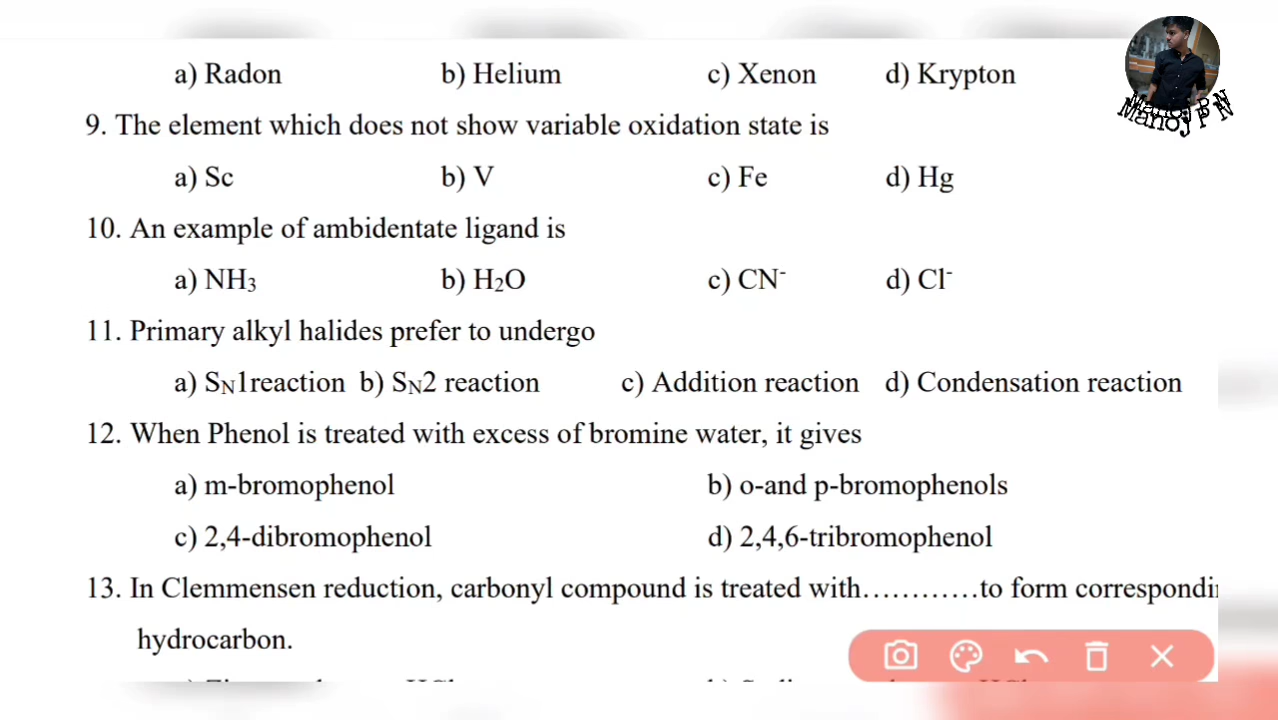 a) Radon b) Helium c) Xenon d) Krypton
9. The element which does not show variable oxidation state is
a) Sc b) V c) Fe d) Hg
10. An example of ambidentate ligand is
a) NH₃ b) H₂O c) CN⁻ d) Cl⁻
11. Primary alkyl halides prefer to undergo
a) Sɴ1reaction b) Sɴ2 reaction c) Addition reaction d) Condensation reaction
12. When Phenol is treated with excess of bromine water, it gives
a) m-bromophenol b) o-and p-bromophenols
c) 2,4-dibromophenol d) 2,4,6-tribromophenol
13. In Clemmensen reduction, carbonyl compound is treated with…………to form correspondi
hydrocarbon.
Manoj P N